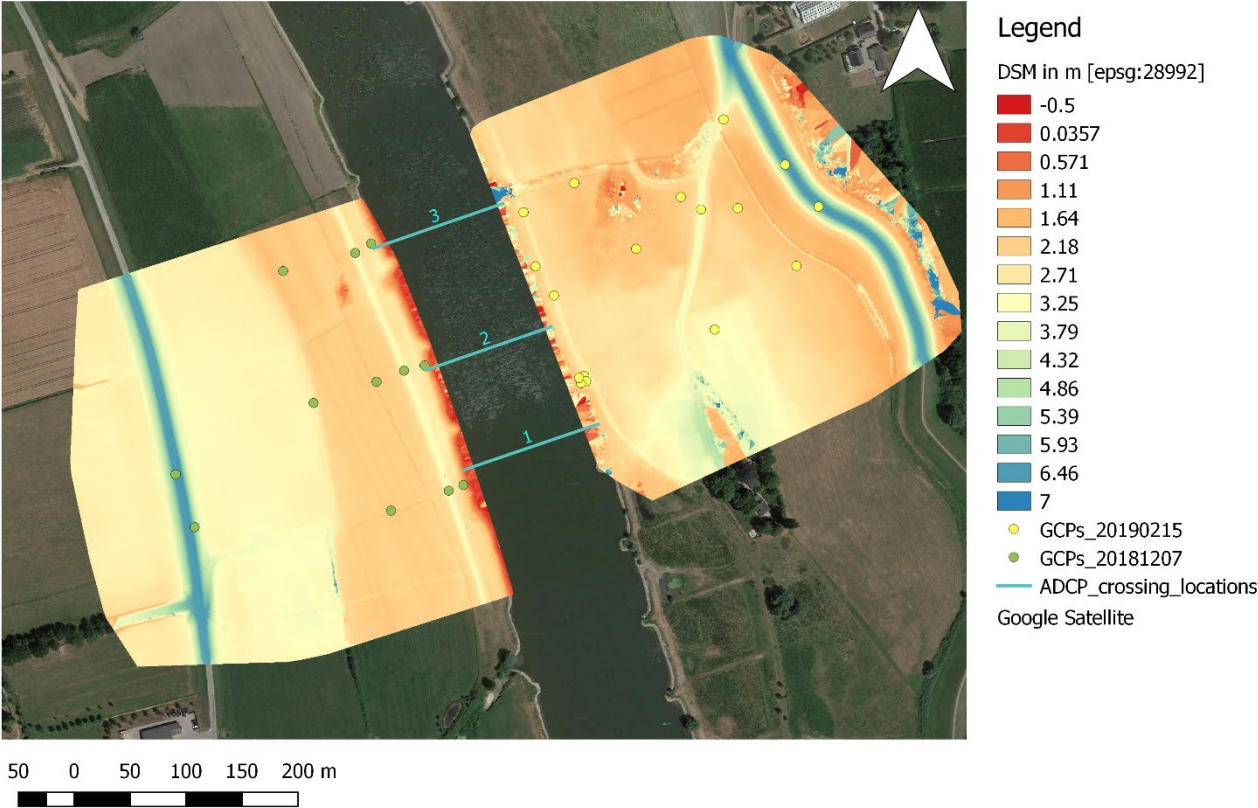 Legend
DSM in m [epsg:28992]
-0.5
0.0357
0.571
1.11
1.64
2.18
2.71
3.25
3.79
4.32
4.86
5.39
5.93
6.46
7
GCPs_20190215
GCPs_20181207
ADCP_crossing_locations
Google Satellite
3
2
1
50 0 50 100 150 200 m